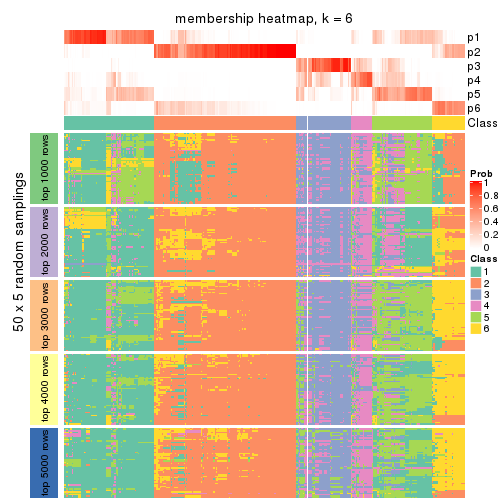 membership heatmap, k = 6
p1
p2
p3
p4
p5
p6
Class
50 x 5 random samplings
top 1000 rows
top 2000 rows
top 3000 rows
top 4000 rows
top 5000 rows
Prob
1
0.8
0.6
0.4
0.2
0
Class
1
2
3
4
5
6